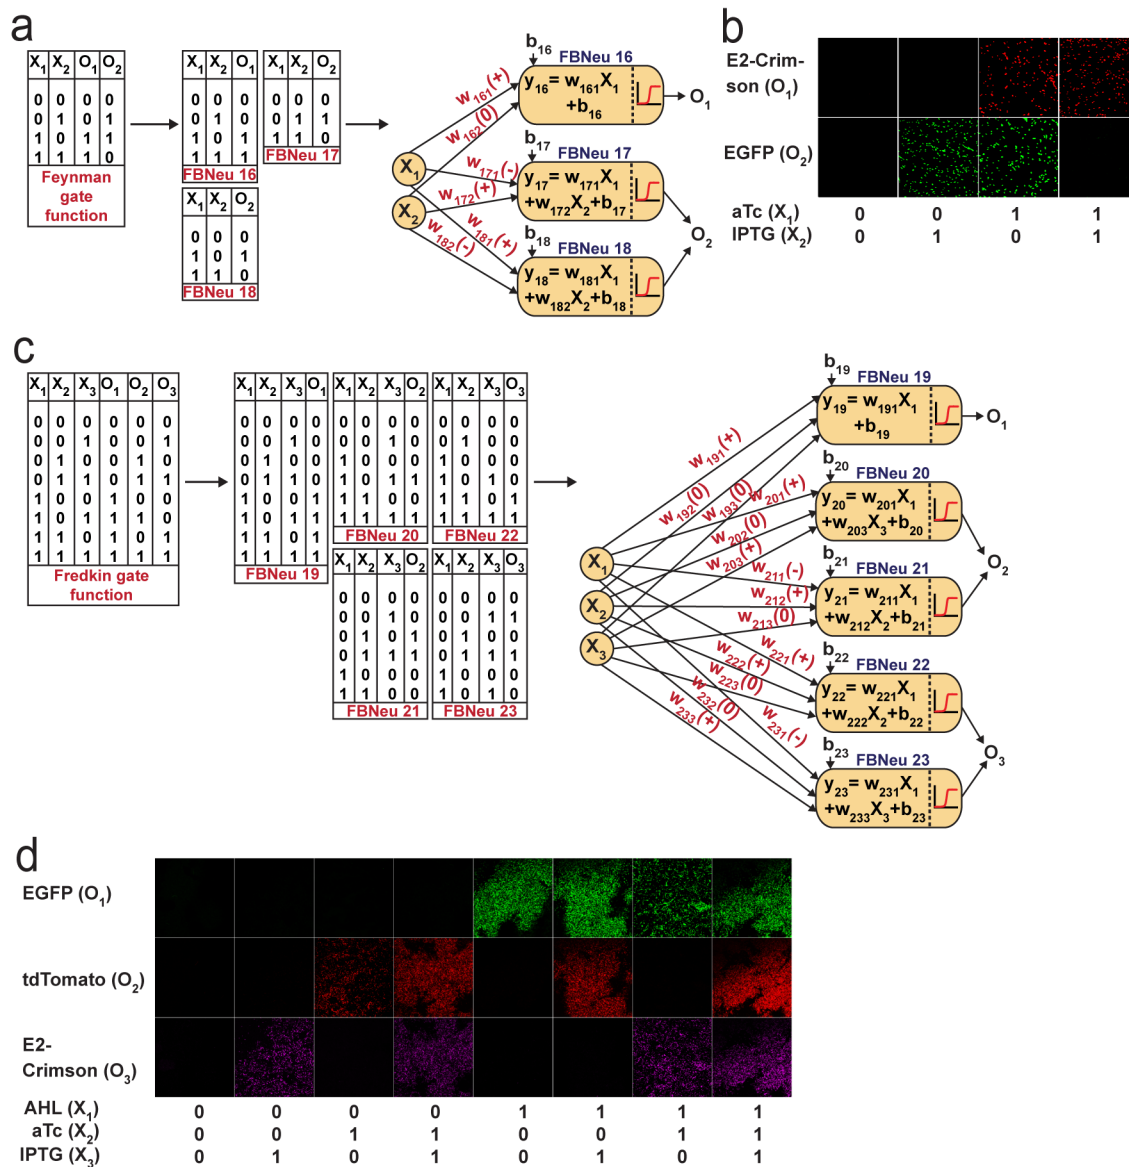 a
X1 X2 O1 O2
0 0 0 0
0 1 0 1
1 0 1 1
1 1 1 0
Feynman
gate
function
X1 X2 O1
0 0 0
0 1 0
1 0 1
1 1 1
FBNeu 16
X1 X2 O2
0 0 0
0 1 1
1 1 0
FBNeu 17
X1 X2 O2
0 0 0
1 0 1
1 1 0
FBNeu 18
X1
X2
w161(+)
w162(0)
w171(-)
w172(+)
w181(+)
w182(-)
b16
FBNeu 16
y16= w161X1
+b16
O1
b17
FBNeu 17
y17= w171X1
+w172X2+b17
b18
FBNeu 18
y18= w181X1
+w182X2+b18
O2
b
E2-Crim-
son (O1)
EGFP (O2)
aTc (X1) 0 0 1 1
IPTG (X2) 0 1 0 1
c
X1 X2 X3 O1 O2 O3
0 0 0 0 0 0
0 0 1 0 0 1
0 1 0 0 1 0
0 1 1 0 1 1
1 0 0 1 0 0
1 0 1 1 1 0
1 1 0 1 0 1
1 1 1 1 1 1
Fredkin gate
function
X1 X2 X3 O1
0 0 0 0
0 0 1 0
0 1 0 0
0 1 1 0
1 0 0 1
1 0 1 1
1 1 0 1
1 1 1 1
FBNeu 19
X1 X2 X3 O2
0 0 0 0
0 0 1 0
1 0 0 0
1 0 1 1
1 1 0 0
1 1 1 1
FBNeu 20
X1 X2 X3 O3
0 0 0 0
0 0 1 0
1 0 0 0
1 0 1 0
1 1 0 1
1 1 1 1
FBNeu 22
X1 X2 X3 O2
0 0 0 0
0 0 1 0
0 1 0 1
0 1 1 1
1 1 0 0
1 1 1 0
FBNeu 21
X1 X2 X3 O3
FBNeu 23
X1
X2
X3
w191(+)
w192(0)
w193(0)
w201(+)
w202(0)
w203(+)
w211(-)
w212(+)
w213(0)
w221(+)
w222(+)
w223(0)
w232(0)
w231(-)
w233(+)
b19
FBNeu 19
y19= w191X1
+b19
O1
b20
FBNeu 20
y20= w201X1
+w203X3+b20
b21
FBNeu 21
y21= w211X1
+w212X2+b21
O2
b22
FBNeu 22
y22= w221X1
+w222X2+b22
b23
FBNeu 23
y23= w231X1
+w233X3+b23
O3
d
EGFP (O1)
tdTomato (O2)
E2-
Crimson (O3)
AHL (X1) 0 0 0 0 1 1 1 1
aTc (X2) 0 0 1 1 0 0 1 1
IPTG (X3) 0 1 0 1 0 1 0 1